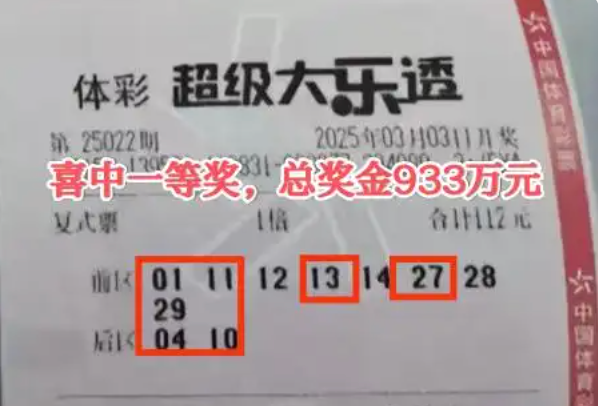 体彩 超级大乐透
第 25022期 2025年03月03日开奖
喜中一等奖，总奖金933万元
复式票 1倍 合计112元
前区 01 11 12 13 14 27 28
29
后区 04 10
中国体育彩票
中国体育